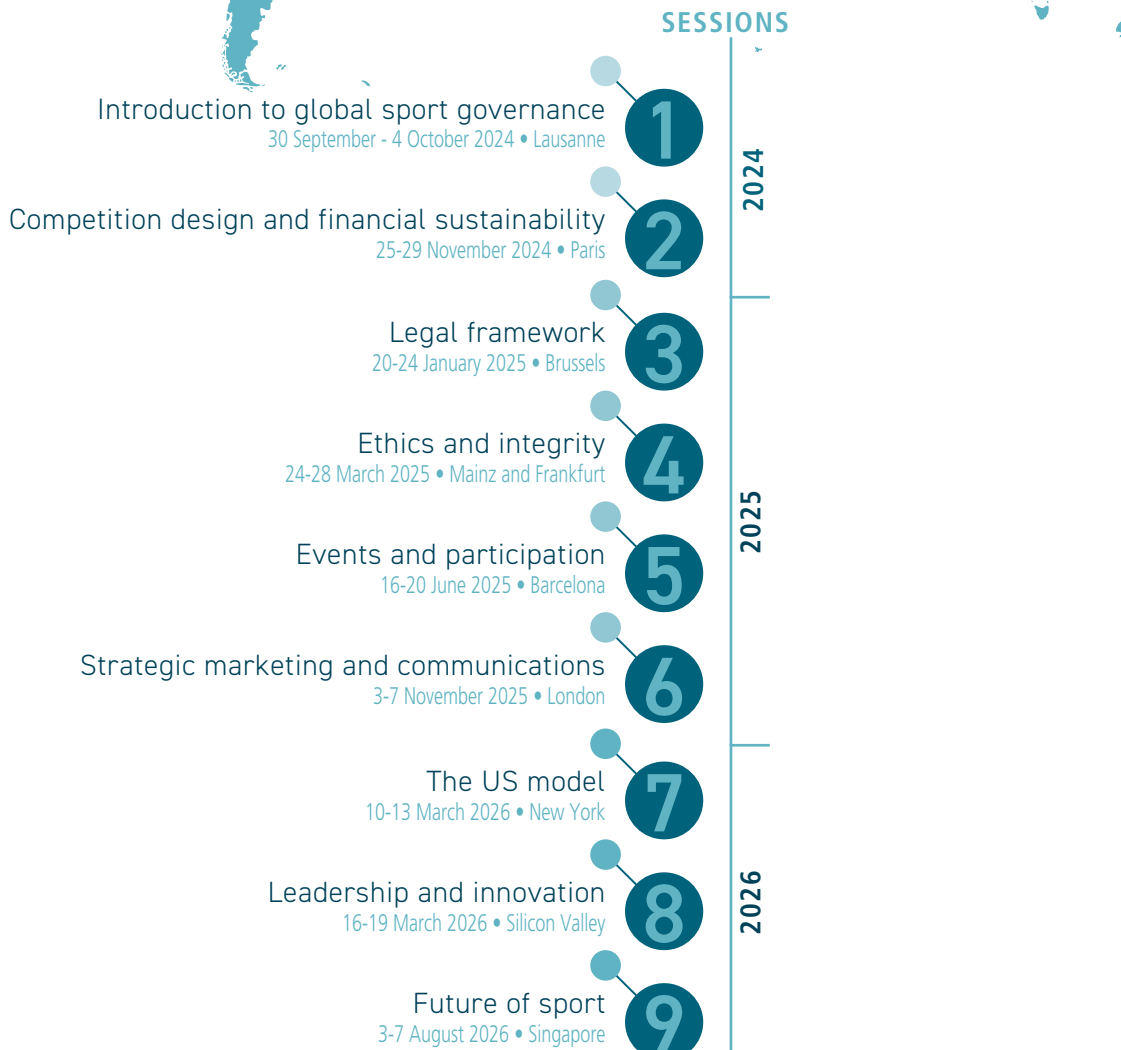 SESSIONS
1
Introduction to global sport governance
30 September - 4 October 2024 • Lausanne
2024
2
Competition design and financial sustainability
25-29 November 2024 • Paris
3
Legal framework
20-24 January 2025 • Brussels
4
Ethics and integrity
24-28 March 2025 • Mainz and Frankfurt
2025
5
Events and participation
16-20 June 2025 • Barcelona
6
Strategic marketing and communications
3-7 November 2025 • London
7
The US model
10-13 March 2026 • New York
2026
8
Leadership and innovation
16-19 March 2026 • Silicon Valley
9
Future of sport
3-7 August 2026 • Singapore